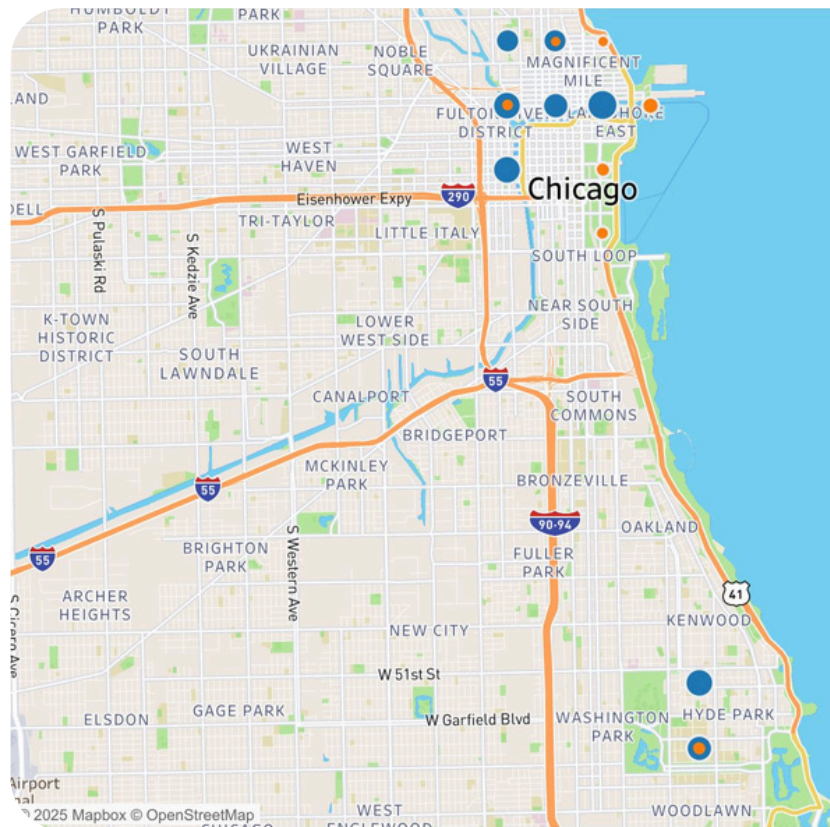 HUMBOLDT
PARK
PARK
UKRAINIAN
VILLAGE
NOBLE
SQUARE
MAGNIFICENT
MILE
LAND
FULTON
DISTRICT
EAST
WEST GARFIELD
PARK
WEST
HAVEN
Chicago
Eisenhower Expy
290
DELL
TRI-TAYLOR
LITTLE ITALY
S Pulaski Rd
S Kedzie Ave
SOUTH LOOP
NEAR SOUTH
SIDE
K-TOWN
HISTORIC
DISTRICT
LOWER
WEST SIDE
SOUTH
LAWNDALE
55
CANALPORT
SOUTH
COMMONS
BRIDGEPORT
MCKINLEY
PARK
BRONZEVILLE
55
90-94
OAKLAND
S Western Ave
BRIGHTON
PARK
FULLER
PARK
55
ARCHER
HEIGHTS
41
S Cicero Ave
KENWOOD
NEW CITY
W 51st St
GAGE PARK
ELSDON
W Garfield Blvd
WASHINGTON
PARK
HYDE PARK
Airport
WEST
WOODLAWN
© 2025 Mapbox © OpenStreetMap